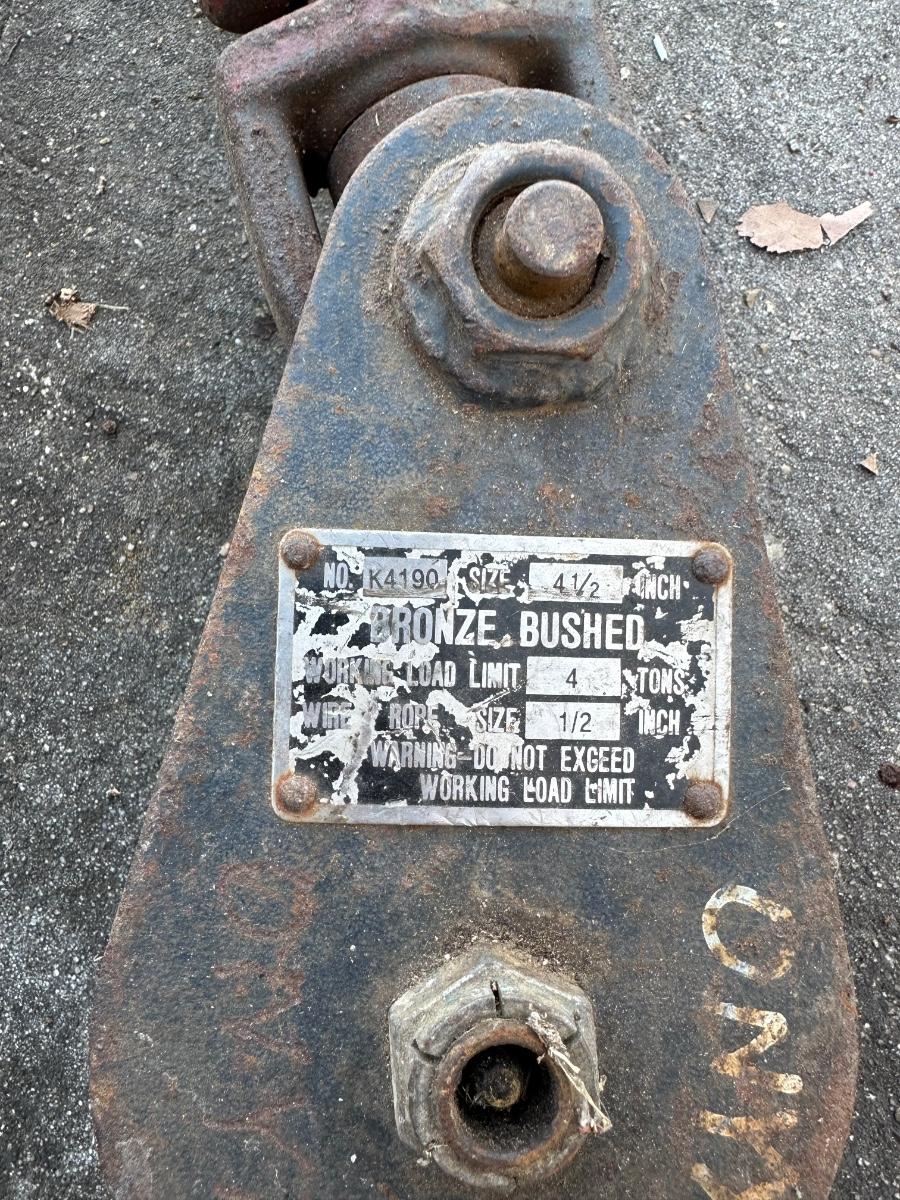 NO. K4190 SIZE 4 1/2 INCH
BRONZE BUSHED
WORKING LOAD LIMIT 4 TONS
WIRE ROPE SIZE 1/2 INCH
WARNING-DO NOT EXCEED
WORKING LOAD LIMIT